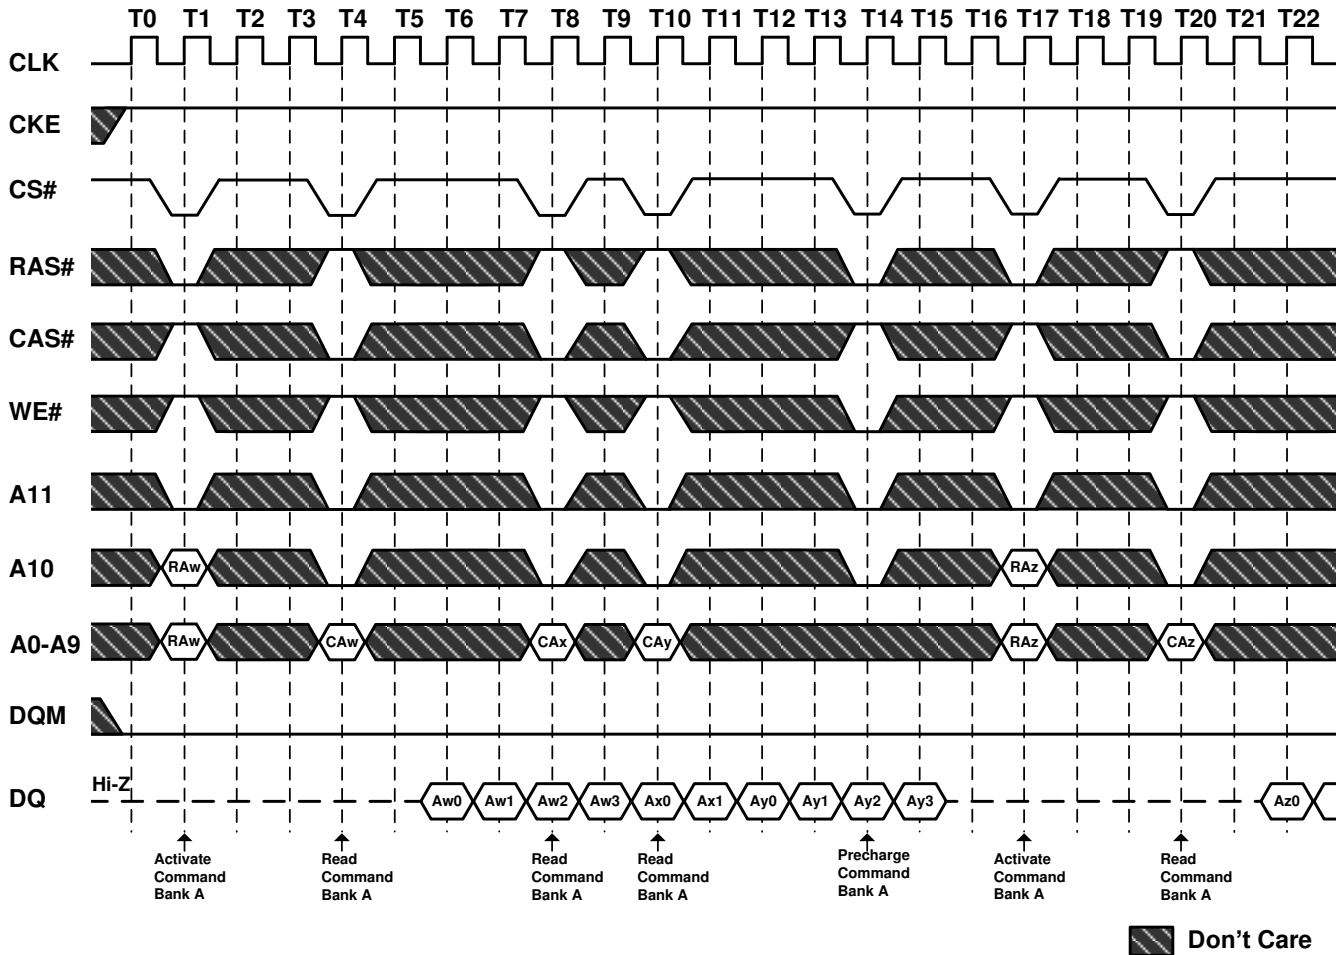 T0 T1 T2 T3 T4 T5 T6 T7 T8 T9 T10 T11 T12 T13 T14 T15 T16 T17 T18 T19 T20 T21 T22
CLK
CKE
CS#
RAS#
CAS#
WE#
A11
A10 RAw RAz
A0-A9 RAw CAw CAx CAy RAz CAz
DQM
DQ Hi-Z Aw0 Aw1 Aw2 Aw3 Ax0 Ax1 Ay0 Ay1 Ay2 Ay3 Az0
Activate
Command
Bank A
Read
Command
Bank A
Read
Command
Bank A
Read
Command
Bank A
Precharge
Command
Bank A
Activate
Command
Bank A
Read
Command
Bank A
Don't Care